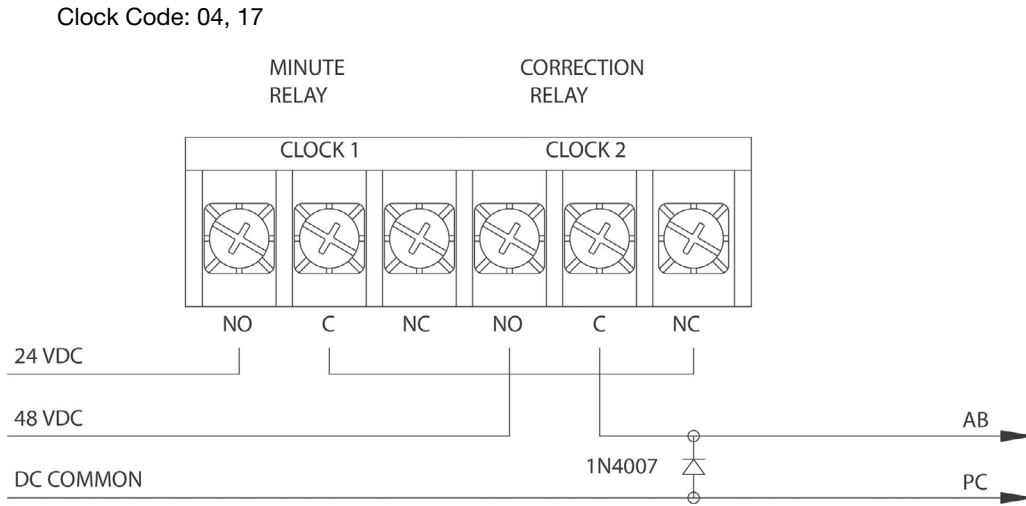 Clock Code: 04, 17
MINUTE CORRECTION
RELAY RELAY
CLOCK 1 CLOCK 2
NO C NC NO C NC
24 VDC
48 VDC AB
1N4007
DC COMMON PC